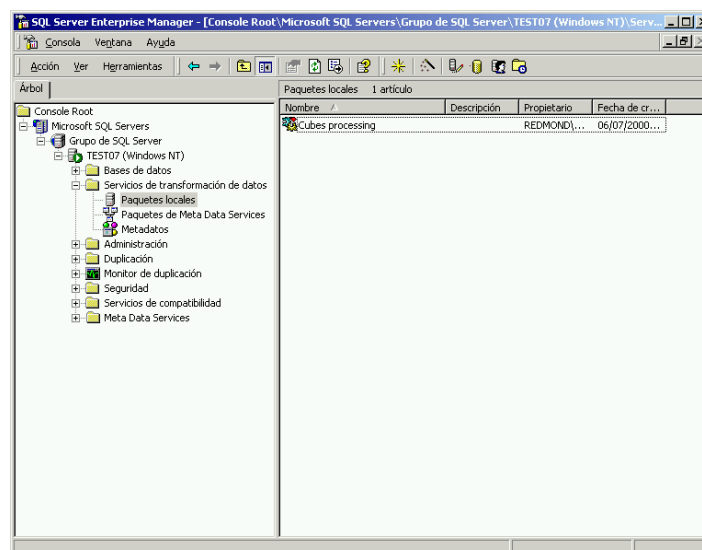 SQL Server Enterprise Manager - [Console Root\Microsoft SQL Servers\Grupo de SQL Server\TEST07 (Windows NT)\Serv...
Consola Ventana Ayuda
Acción Ver Herramientas
Árbol
Paquetes locales 1 artículo
Console Root
Microsoft SQL Servers
Grupo de SQL Server
TEST07 (Windows NT)
Bases de datos
Servicios de transformación de datos
Paquetes locales
Paquetes de Meta Data Services
Metadatos
Administración
Duplicación
Monitor de duplicación
Seguridad
Servicios de compatibilidad
Meta Data Services
Nombre Descripción Propietario Fecha de cr...
Cubes processing REDMOND\... 06/07/2000...